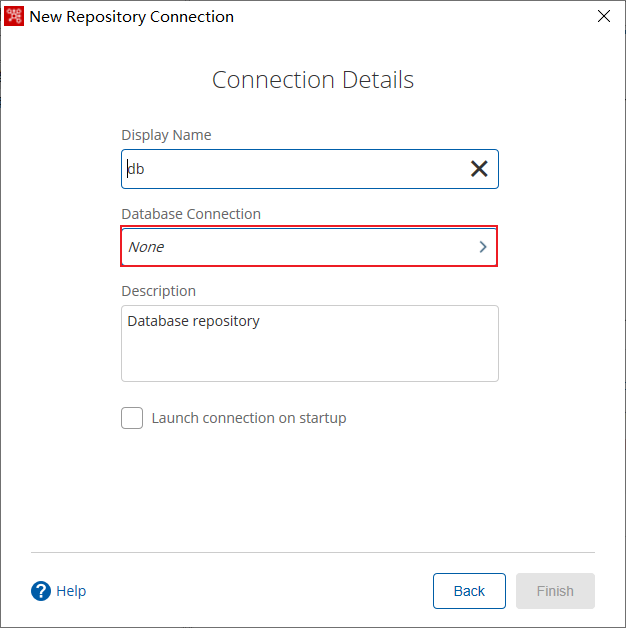 New Repository Connection
Connection Details
Display Name
db
Database Connection
None
Description
Database repository
Launch connection on startup
Help
Back
Finish